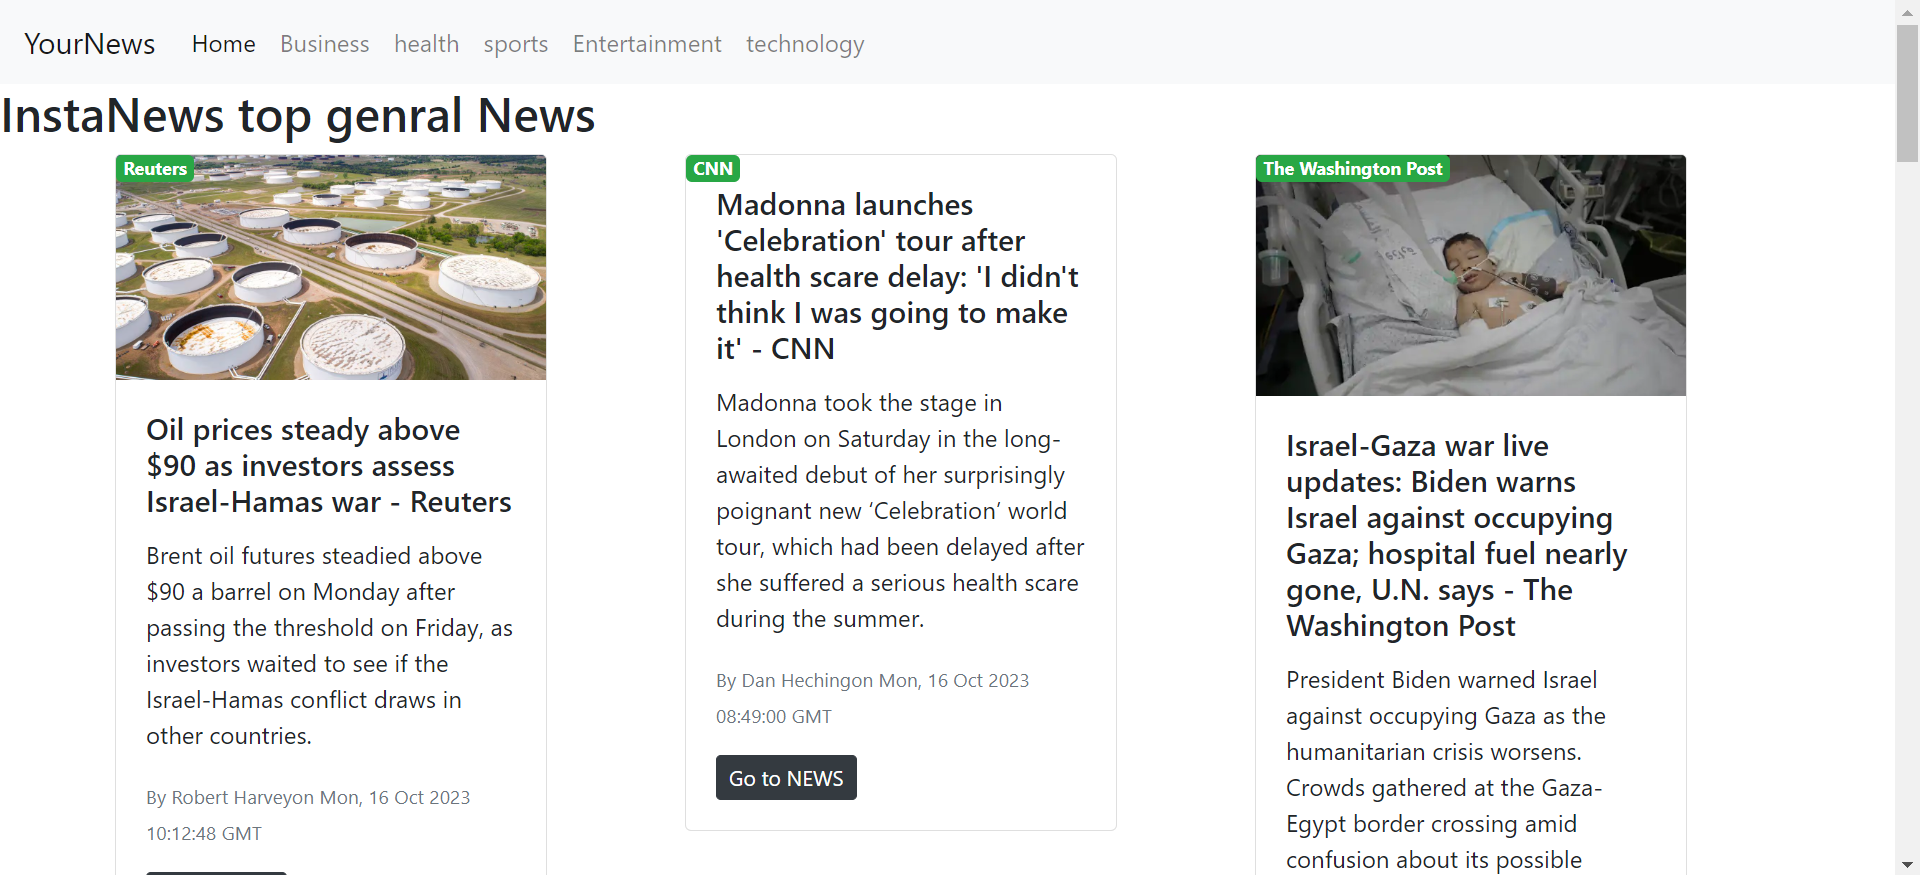 YourNews Home Business health sports Entertainment technology
InstaNews top genral News
Reuters
Oil prices steady above
$90 as investors assess
Israel-Hamas war - Reuters
Brent oil futures steadied above
$90 a barrel on Monday after
passing the threshold on Friday, as
investors waited to see if the
Israel-Hamas conflict draws in
other countries.
By Robert Harveyon Mon, 16 Oct 2023
10:12:48 GMT
CNN
Madonna launches
'Celebration' tour after
health scare delay: 'I didn't
think I was going to make
it' - CNN
Madonna took the stage in
London on Saturday in the long-
awaited debut of her surprisingly
poignant new ‘Celebration’ world
tour, which had been delayed after
she suffered a serious health scare
during the summer.
By Dan Hechingon Mon, 16 Oct 2023
08:49:00 GMT
Go to NEWS
The Washington Post
Israel-Gaza war live
updates: Biden warns
Israel against occupying
Gaza; hospital fuel nearly
gone, U.N. says - The
Washington Post
President Biden warned Israel
against occupying Gaza as the
humanitarian crisis worsens.
Crowds gathered at the Gaza-
Egypt border crossing amid
confusion about its possible